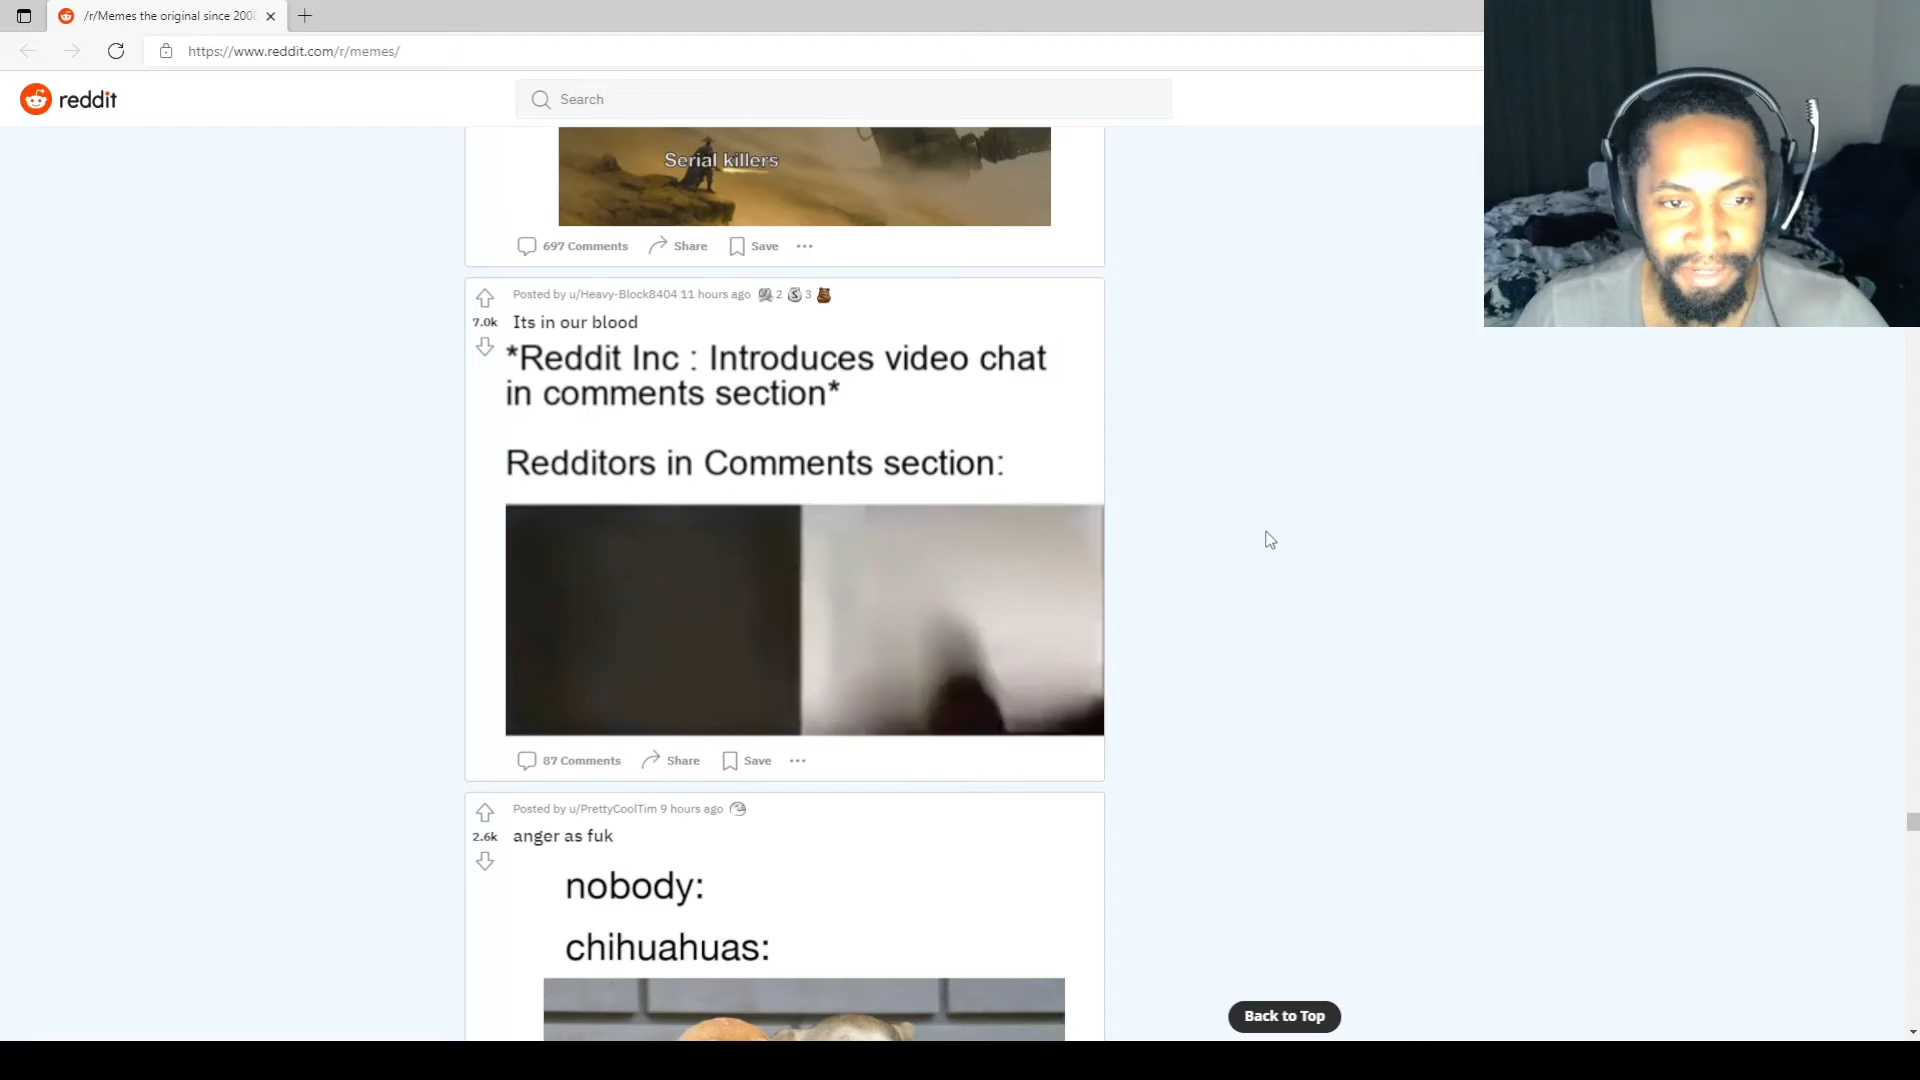 /r/Memes the original since 2008
https://www.reddit.com/r/memes/
reddit
Search
Serial killers
697 Comments Share Save
Posted by u/Heavy-Block8404 11 hours ago 2 3
7.0k
Its in our blood
*Reddit Inc : Introduces video chat
in comments section*
Redditors in Comments section:
87 Comments Share Save
Posted by u/PrettyCoolTim 9 hours ago
2.6k
anger as fuk
nobody:
chihuahuas:
Back to Top